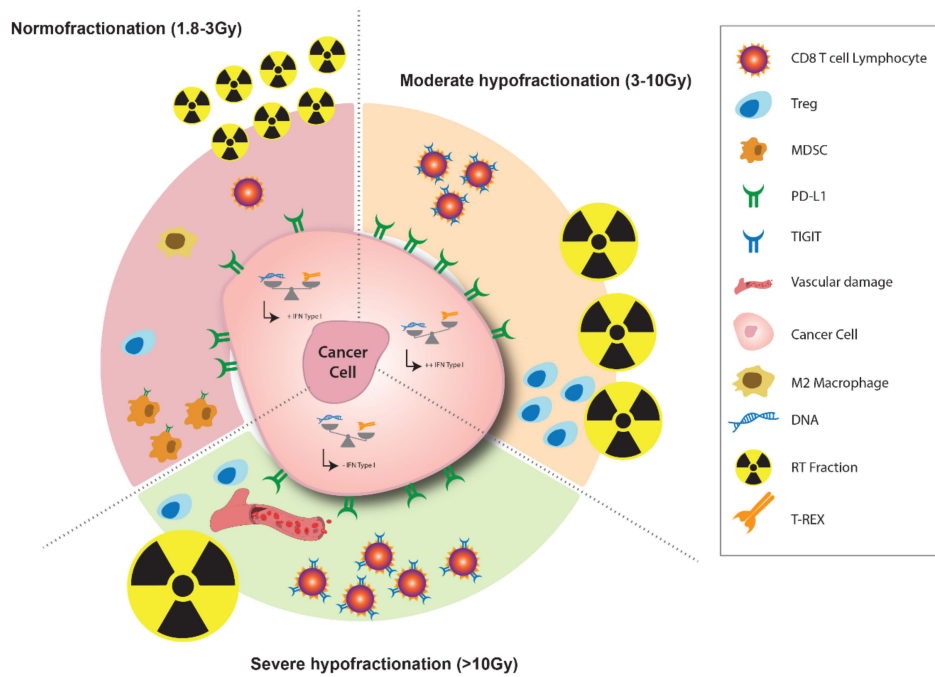 Normofractionation (1.8-3Gy)
Moderate hypofractionation (3-10Gy)
+ IFN Type I
++ IFN Type I
Cancer
Cell
- IFN Type I
Severe hypofractionation (>10Gy)
CD8 T cell Lymphocyte
Treg
MDSC
PD-L1
TIGIT
Vascular damage
Cancer Cell
M2 Macrophage
DNA
RT Fraction
T-REX